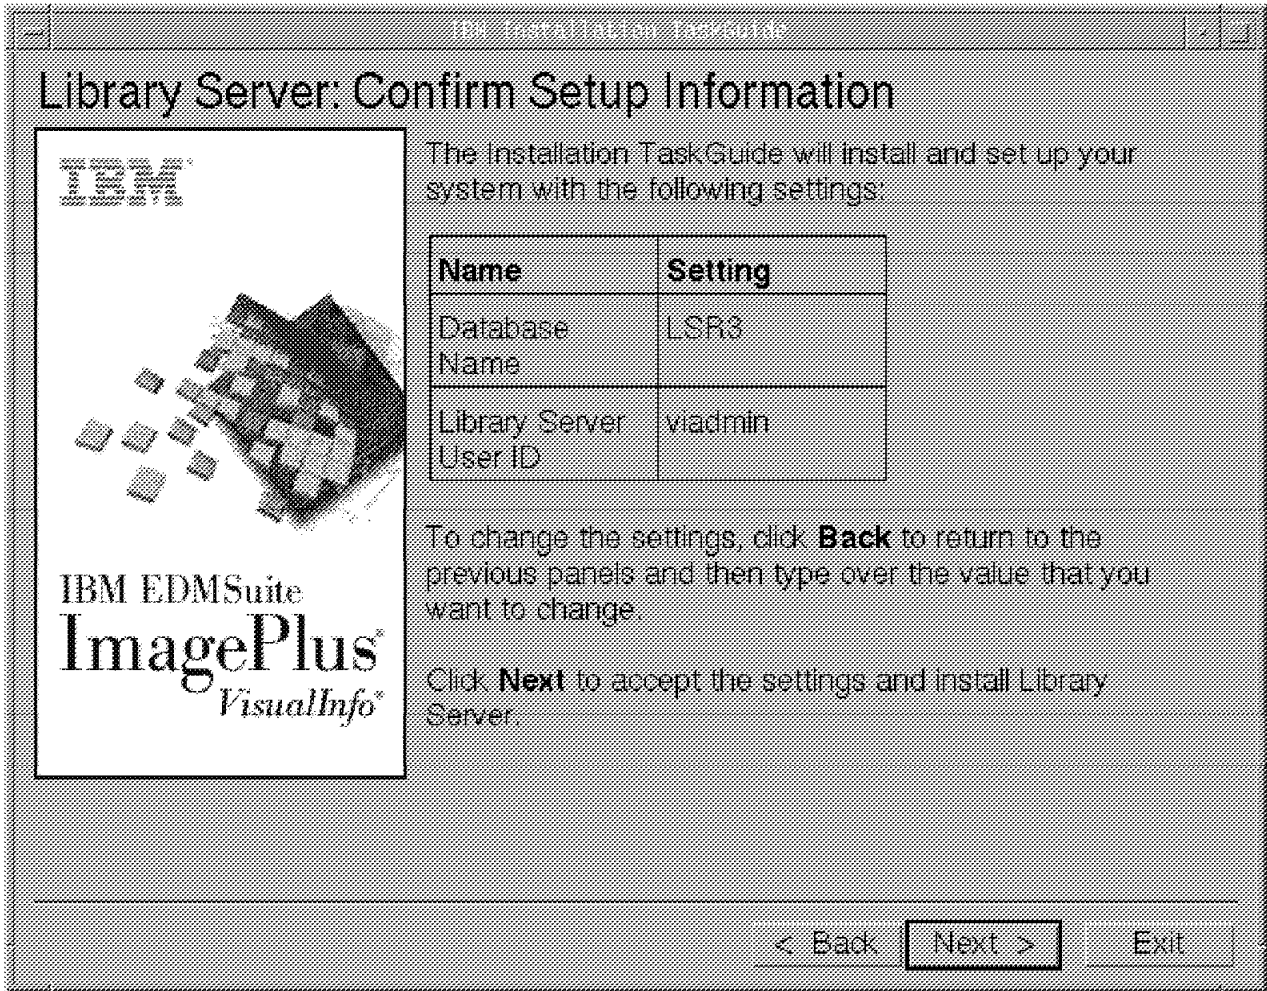 IBM Installation TaskGuide
Library Server: Confirm Setup Information
IBM
The Installation TaskGuide will install and set up your
system with the following settings:
Name Setting
Database LSR3
Name
Library Server viadmin
User ID
To change the settings, click Back to return to the
previous panels and then type over the value that you
want to change.
Click Next to accept the settings and install Library
Server.
IBM EDMSuite
ImagePlus®
VisualInfo®
< Back Next > Exit